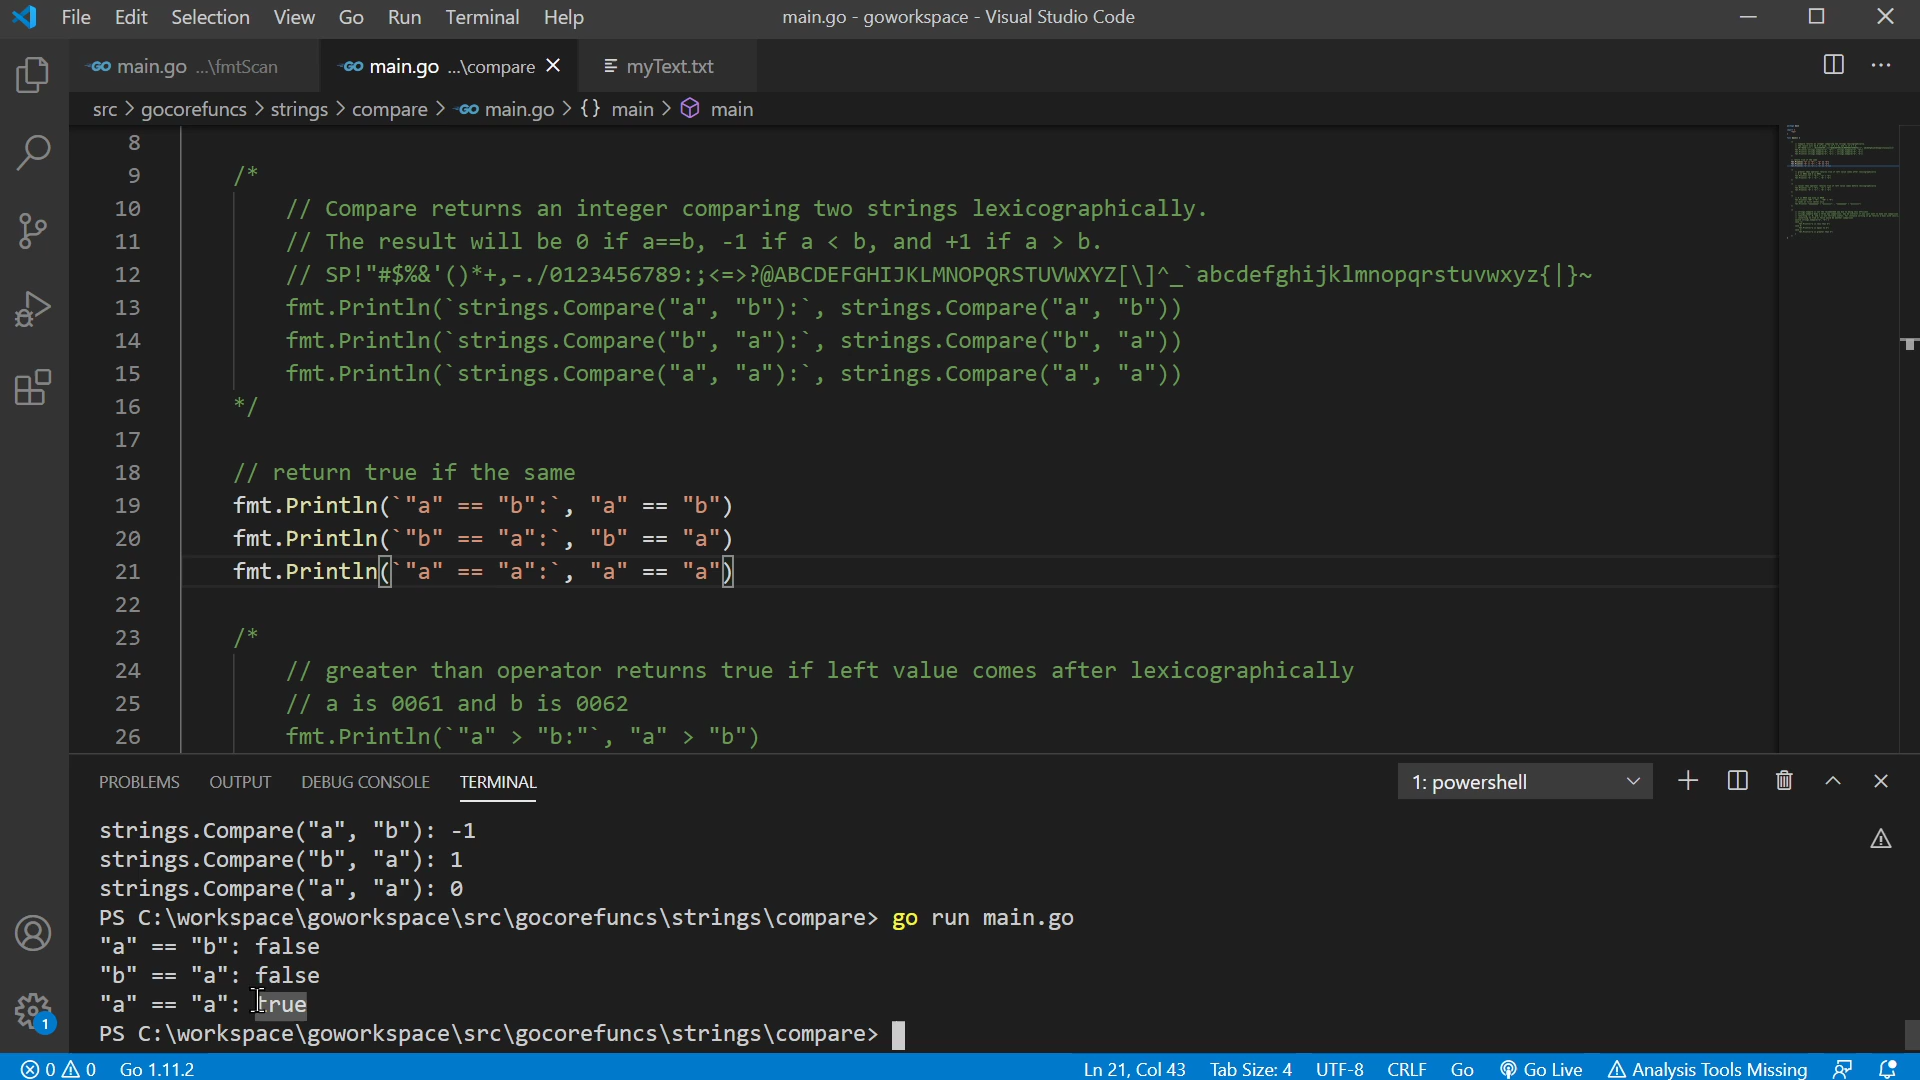 File Edit Selection View Go Run Terminal Help main.go - goworkspace - Visual Studio Code
main.go ...\fmtScan main.go ...\compare myText.txt
src > gocorefuncs > strings > compare > main.go > {} main > main
8
9 /*
10 // Compare returns an integer comparing two strings lexicographically.
11 // The result will be 0 if a==b, -1 if a < b, and +1 if a > b.
12 // SP!"#$%&'()*+,-./0123456789:;<=>?@ABCDEFGHIJKLMNOPQRSTUVWXYZ[\]^_`abcdefghijklmnopqrstuvwxyz{|}~
13 fmt.Println(`strings.Compare("a", "b"):`, strings.Compare("a", "b"))
14 fmt.Println(`strings.Compare("b", "a"):`, strings.Compare("b", "a"))
15 fmt.Println(`strings.Compare("a", "a"):`, strings.Compare("a", "a"))
16 */
17
18 // return true if the same
19 fmt.Println(`"a" == "b":`, "a" == "b")
20 fmt.Println(`"b" == "a":`, "b" == "a")
21 fmt.Println(`"a" == "a":`, "a" == "a")
22
23 /*
24 // greater than operator returns true if left value comes after lexicographically
25 // a is 0061 and b is 0062
26 fmt.Println(`"a" > "b:"`, "a" > "b")
PROBLEMS OUTPUT DEBUG CONSOLE TERMINAL 1: powershell
strings.Compare("a", "b"): -1
strings.Compare("b", "a"): 1
strings.Compare("a", "a"): 0
PS C:\workspace\goworkspace\src\gocorefuncs\strings\compare> go run main.go
"a" == "b": false
"b" == "a": false
"a" == "a": true
PS C:\workspace\goworkspace\src\gocorefuncs\strings\compare>
1
0 0 Go 1.11.2 Ln 21, Col 43 Tab Size: 4 UTF-8 CRLF Go Go Live Analysis Tools Missing